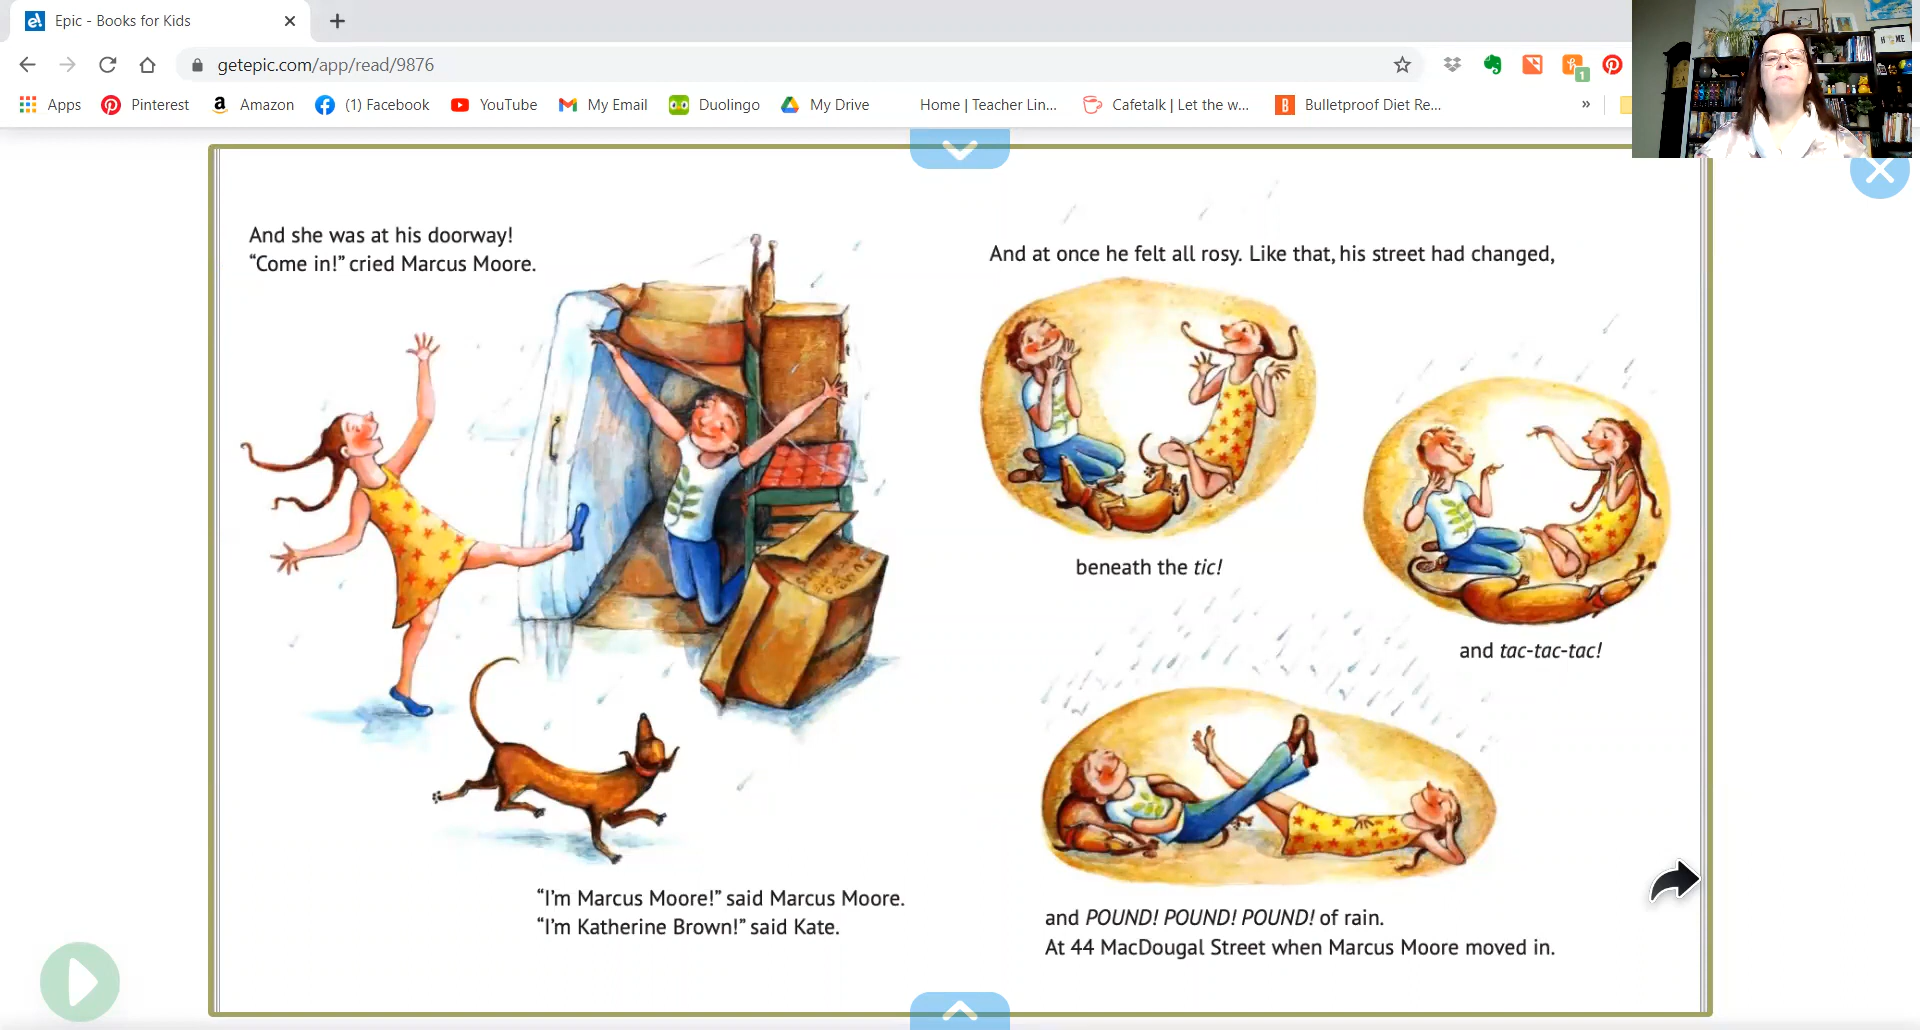 Epic - Books for Kids
getepic.com/app/read/9876
1
Apps Pinterest Amazon (1) Facebook YouTube My Email Duolingo My Drive Home | Teacher Lin... Cafetalk | Let the w... Bulletproof Diet Re... »
And she was at his doorway!
“Come in!” cried Marcus Moore.
“I’m Marcus Moore!” said Marcus Moore.
“I’m Katherine Brown!” said Kate.
And at once he felt all rosy. Like that, his street had changed,
beneath the tic!
and tac-tac-tac!
and POUND! POUND! POUND! of rain.
At 44 MacDougal Street when Marcus Moore moved in.